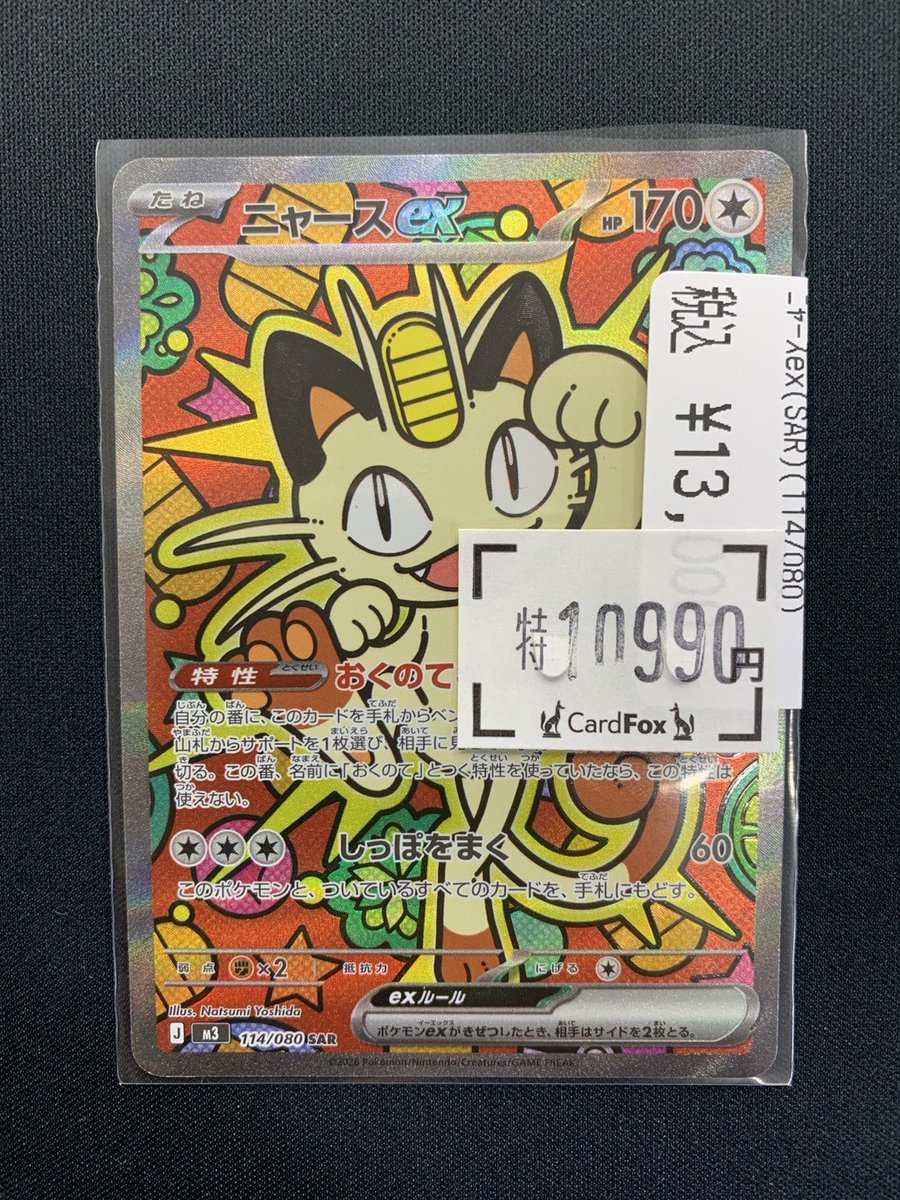 たね
ニャースex
HP 170
税込 ¥13,
ニャースex(SAR)(114/080)
特10990円
CardFox
特性
とくせい
おくのて
自分の番に、このカードを手札からベン
山札からサポートを1枚選び、相手に見
切る。この番、名前に「おくのて」とつく特性を使っていたなら、この特性は
使えない。
しっぽをまく 60
このポケモンと、ついているすべてのカードを、手札にもどす。
弱点 ×2 抵抗力 にげる
Illus. Natsumi Yoshida
exルール
ポケモンexがきぜつしたとき、相手はサイドを2枚とる。
J M3 114/080 SAR
©2026 Pokémon/Nintendo/Creatures/GAME FREAK.